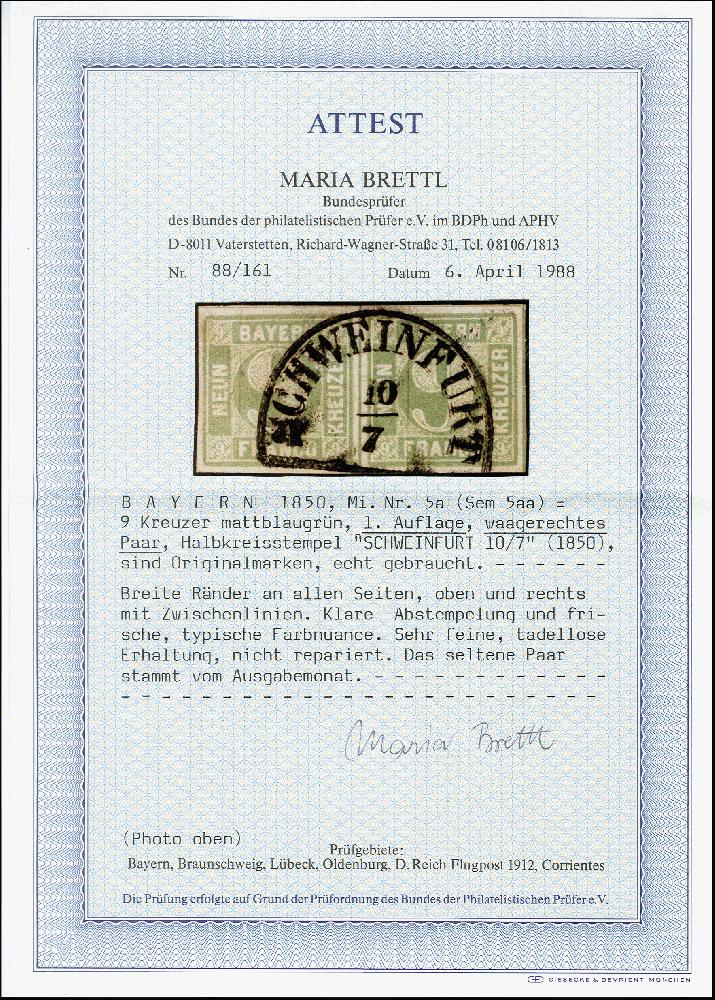 ATTEST
MARIA BRETTL
Bundesprüfer
des Bundes der philatelistischen Prüfer e.V. im BDPh und APHV
D-8011 Vaterstetten, Richard-Wagner-Straße 31, Tel. 08106/1813
Nr. 88/161 Datum 6. April 1988
BAYERN
NEUN
KREUZER
FRANCO
SCHWEINFURT
10
7
KREUZER
B A Y E R N 1850, Mi. Nr. 5a (Sem 5aa) =
9 Kreuzer mattblaugrün, 1. Auflage, waagerechtes
Paar, Halbkreisstempel "SCHWEINFURT 10/7" (1850),
sind Originalmarken, echt gebraucht. - - - - - -
Breite Ränder an allen Seiten, oben und rechts
mit Zwischenlinien. Klare Abstempelung und fri-
sche, typische Farbnuance. Sehr feine, tadellose
Erhaltung, nicht repariert. Das seltene Paar
stammt vom Ausgabemonat. - - - - - - - - - - - -
- - - - - - - - - - - - - - - - - - - - - - - -
Maria Brettl
(Photo oben)
Prüfgebiete:
Bayern, Braunschweig, Lübeck, Oldenburg, D. Reich Flugpost 1912, Corrientes
Die Prüfung erfolgte auf Grund der Prüfordnung des Bundes der Philatelistischen Prüfer e.V.
GIESECKE & DEVRIENT MÜNCHEN